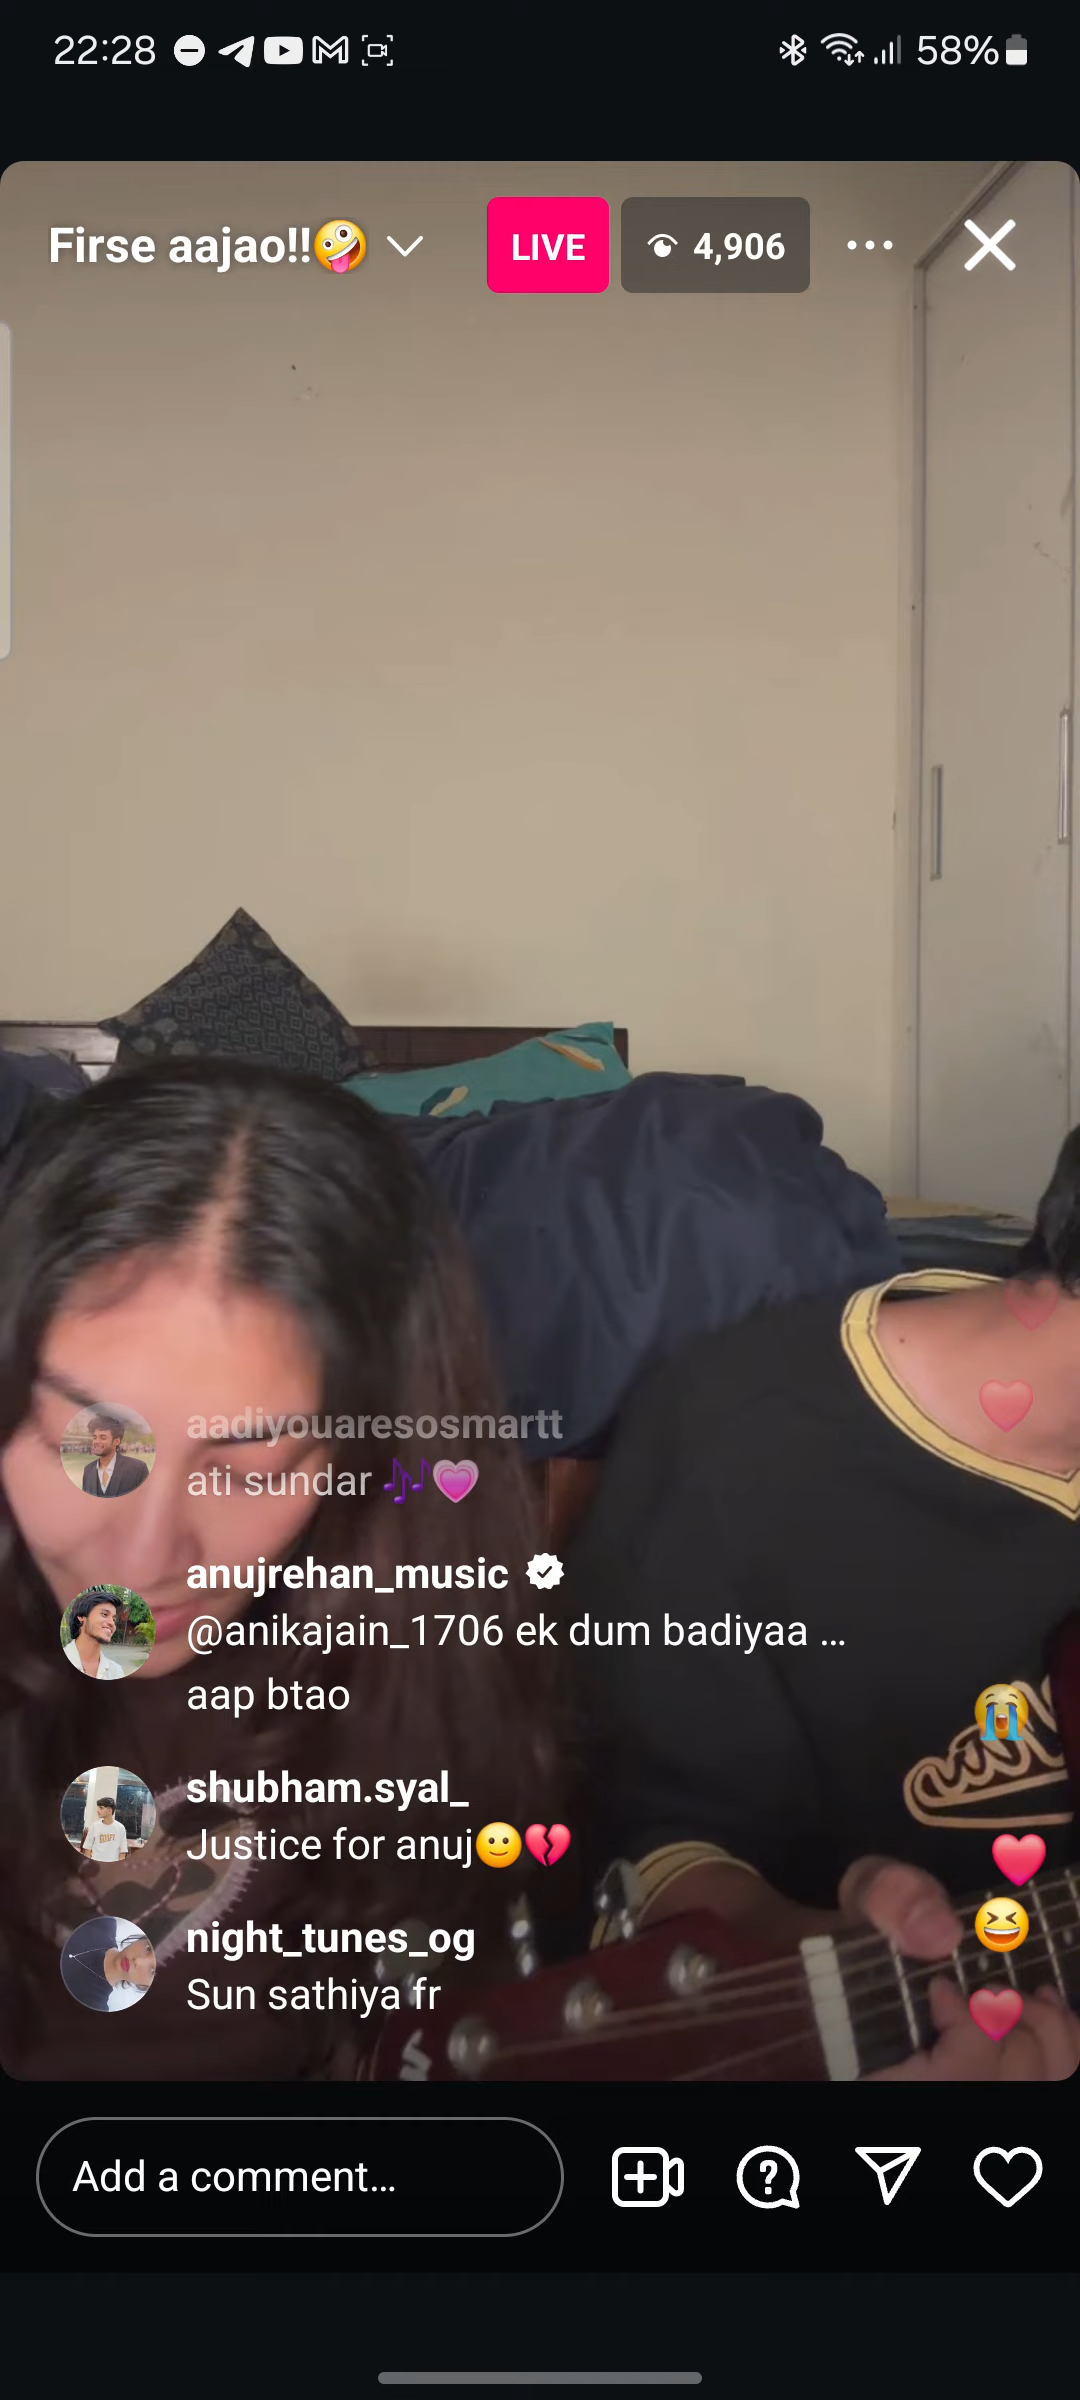 22:28
58%
Firse aajao!!🤪
LIVE
4,906
aadiyouaresosmartt
ati sundar 🎶💗
anujrehan_music
@anikajain_1706 ek dum badiyaa ...
aap btao
shubham.syal_
Justice for anuj🙂💔
night_tunes_og
Sun sathiya fr
Add a comment...